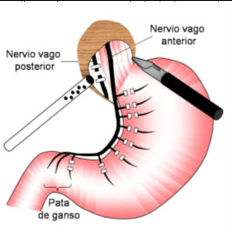 Nervio vago
anterior
Nervio vago
posterior
Pata
de ganso